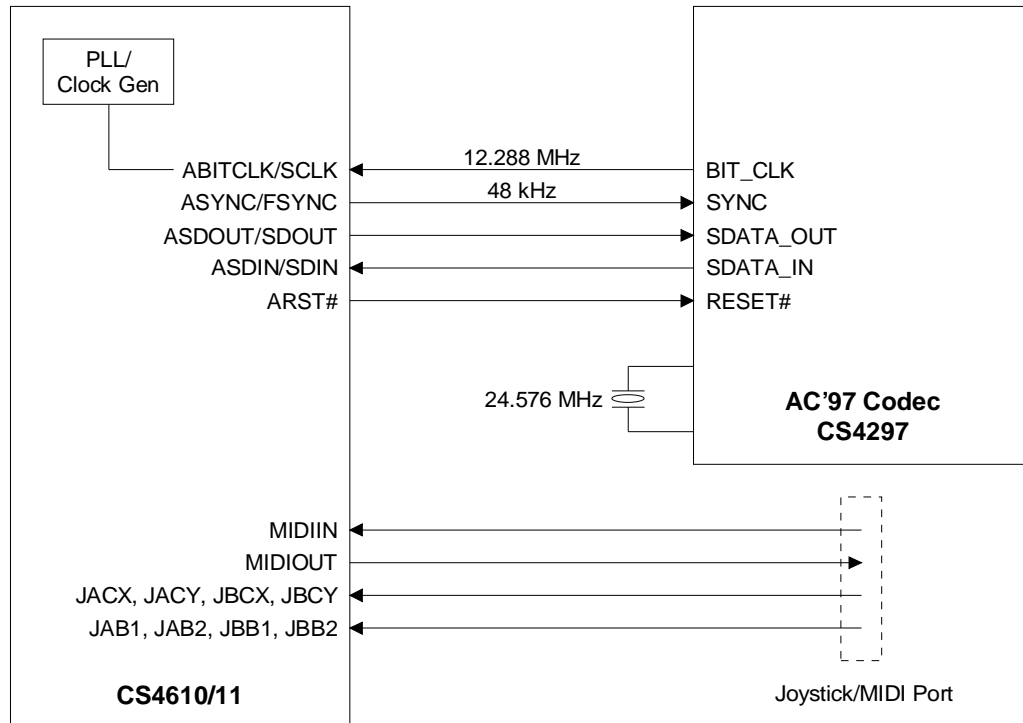 PLL/
Clock Gen
ABITCLK/SCLK
12.288 MHz
BIT_CLK
ASYNC/FSYNC
48 kHz
SYNC
ASDOUT/SDOUT
SDATA_OUT
ASDIN/SDIN
SDATA_IN
ARST#
RESET#
24.576 MHz
AC'97 Codec
CS4297
MIDIIN
MIDIOUT
JACX, JACY, JBCX, JBCY
JAB1, JAB2, JBB1, JBB2
CS4610/11
Joystick/MIDI Port